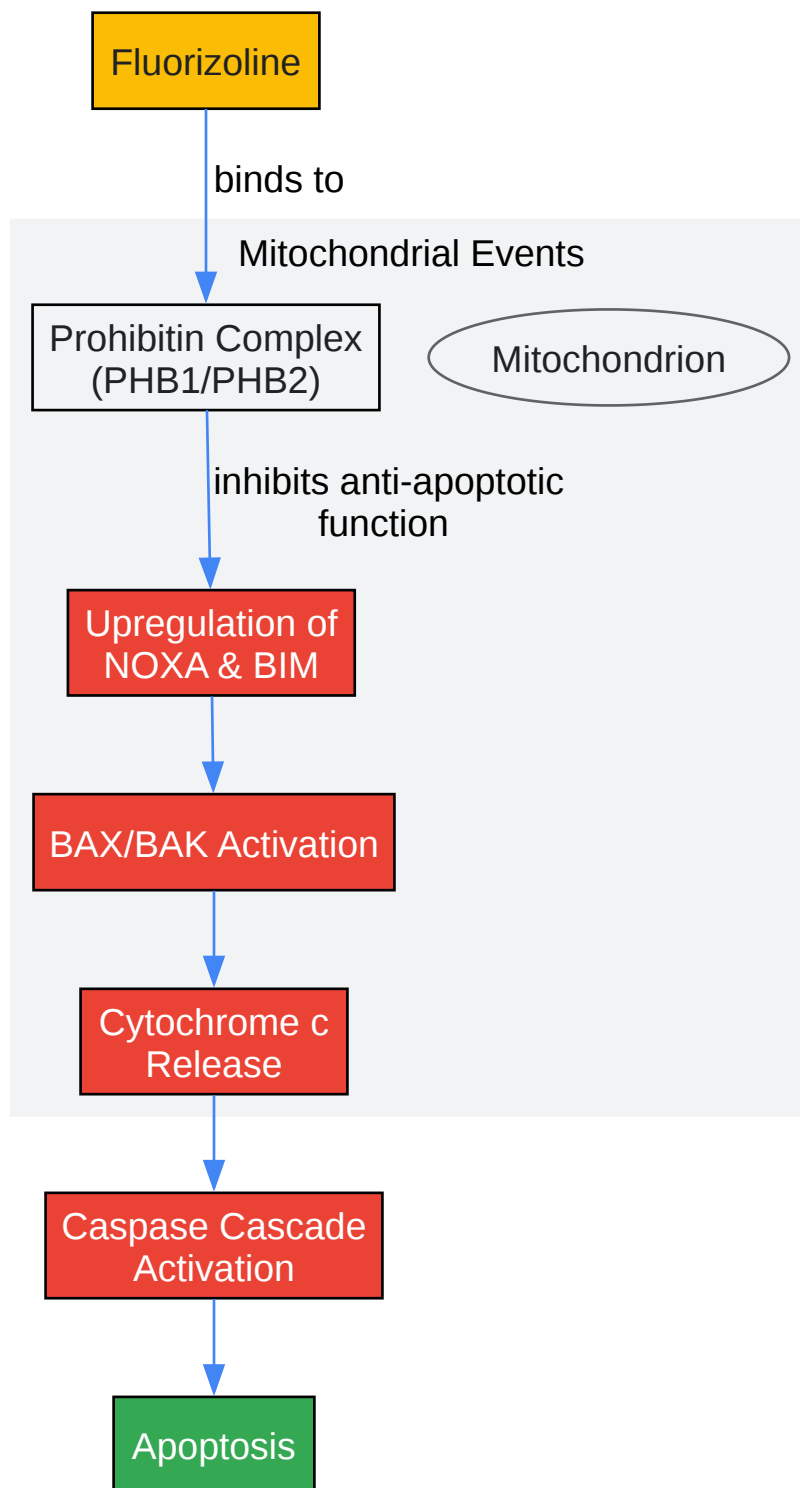 Fluorizoline
binds to
Mitochondrial Events
Prohibitin Complex
(PHB1/PHB2)
Mitochondrion
inhibits anti-apoptotic
function
Upregulation of
NOXA & BIM
BAX/BAK Activation
Cytochrome c
Release
Caspase Cascade
Activation
Apoptosis